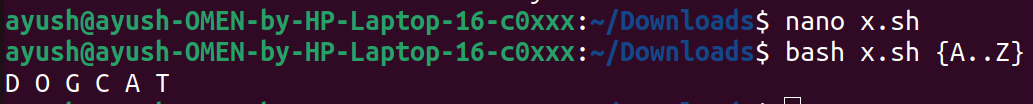 ayush@ayush-OMEN-by-HP-Laptop-16-c0xxx:~/Downloads$ nano x.sh
ayush@ayush-OMEN-by-HP-Laptop-16-c0xxx:~/Downloads$ bash x.sh {A..Z}
D O G C A T
ayush@ayush-OMEN-by-HP-Laptop-16-c0xxx:~/Downloads$